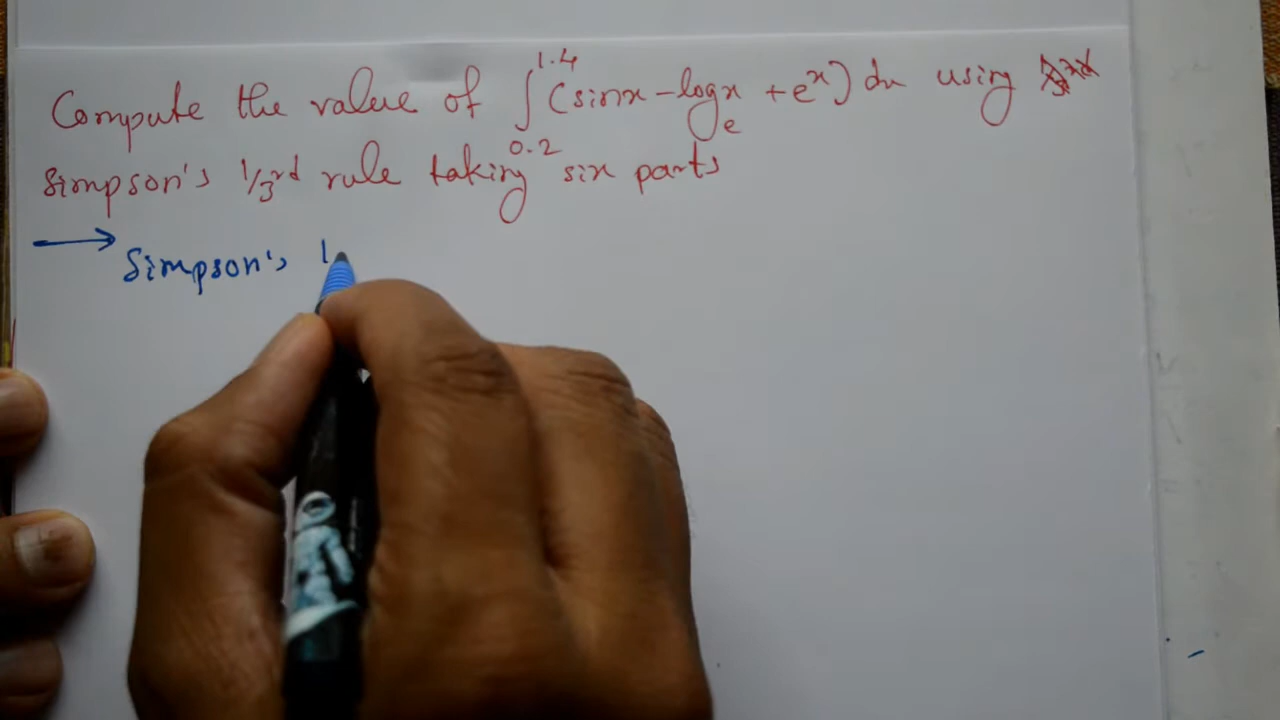 Compute the value of ∫_{0.2}^{1.4} (sinx - log_e x + e^x) dx using
Simpson's 1/3rd rule taking six parts
→ Simpson's 1